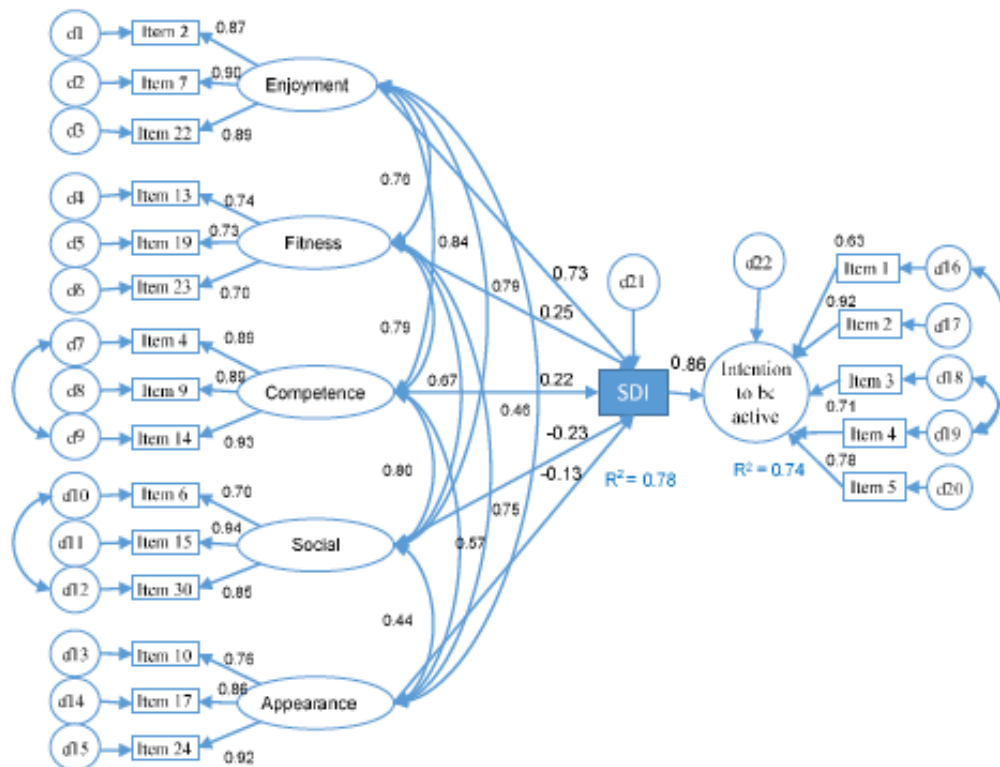 d1
Item 2
0.87
d2
Item 7
0.90
Enjoyment
d3
Item 22
0.89
d4
Item 13
0.74
d5
Item 19
0.73
Fitness
d6
Item 23
0.70
d7
Item 4
0.89
d8
Item 9
0.89
Competence
d9
Item 14
0.93
d10
Item 6
0.70
d11
Item 15
0.94
Social
d12
Item 30
0.85
d13
Item 10
0.76
d14
Item 17
0.86
Appearance
d15
Item 24
0.92
0.76
0.84
0.79
0.79
0.67
0.46
0.80
0.75
0.57
0.44
0.73
0.25
0.22
-0.23
-0.13
d21
SDI
R² = 0.78
0.86
d22
Intention
to be
active
R² = 0.74
0.63
Item 1
d16
0.92
Item 2
d17
Item 3
d18
0.71
Item 4
d19
0.78
Item 5
d20